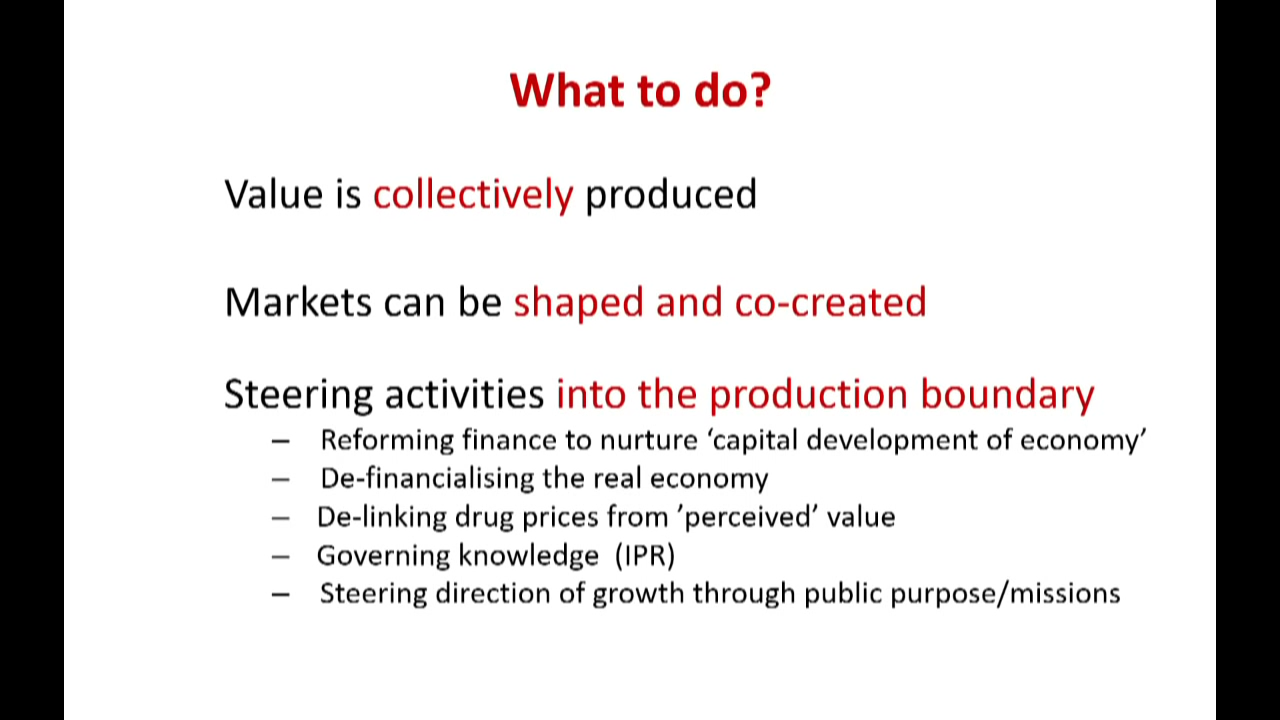 What to do?
Value is collectively produced
Markets can be shaped and co-created
Steering activities into the production boundary
– Reforming finance to nurture ‘capital development of economy’
– De-financialising the real economy
– De-linking drug prices from ’perceived’ value
– Governing knowledge (IPR)
– Steering direction of growth through public purpose/missions